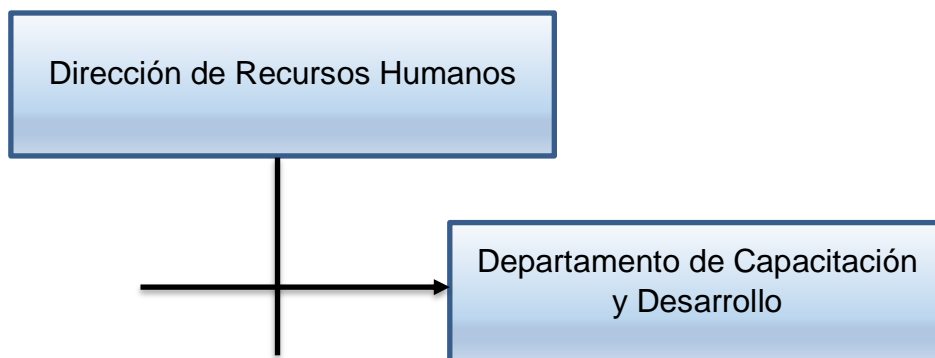 Dirección de Recursos Humanos
Departamento de Capacitación
y Desarrollo